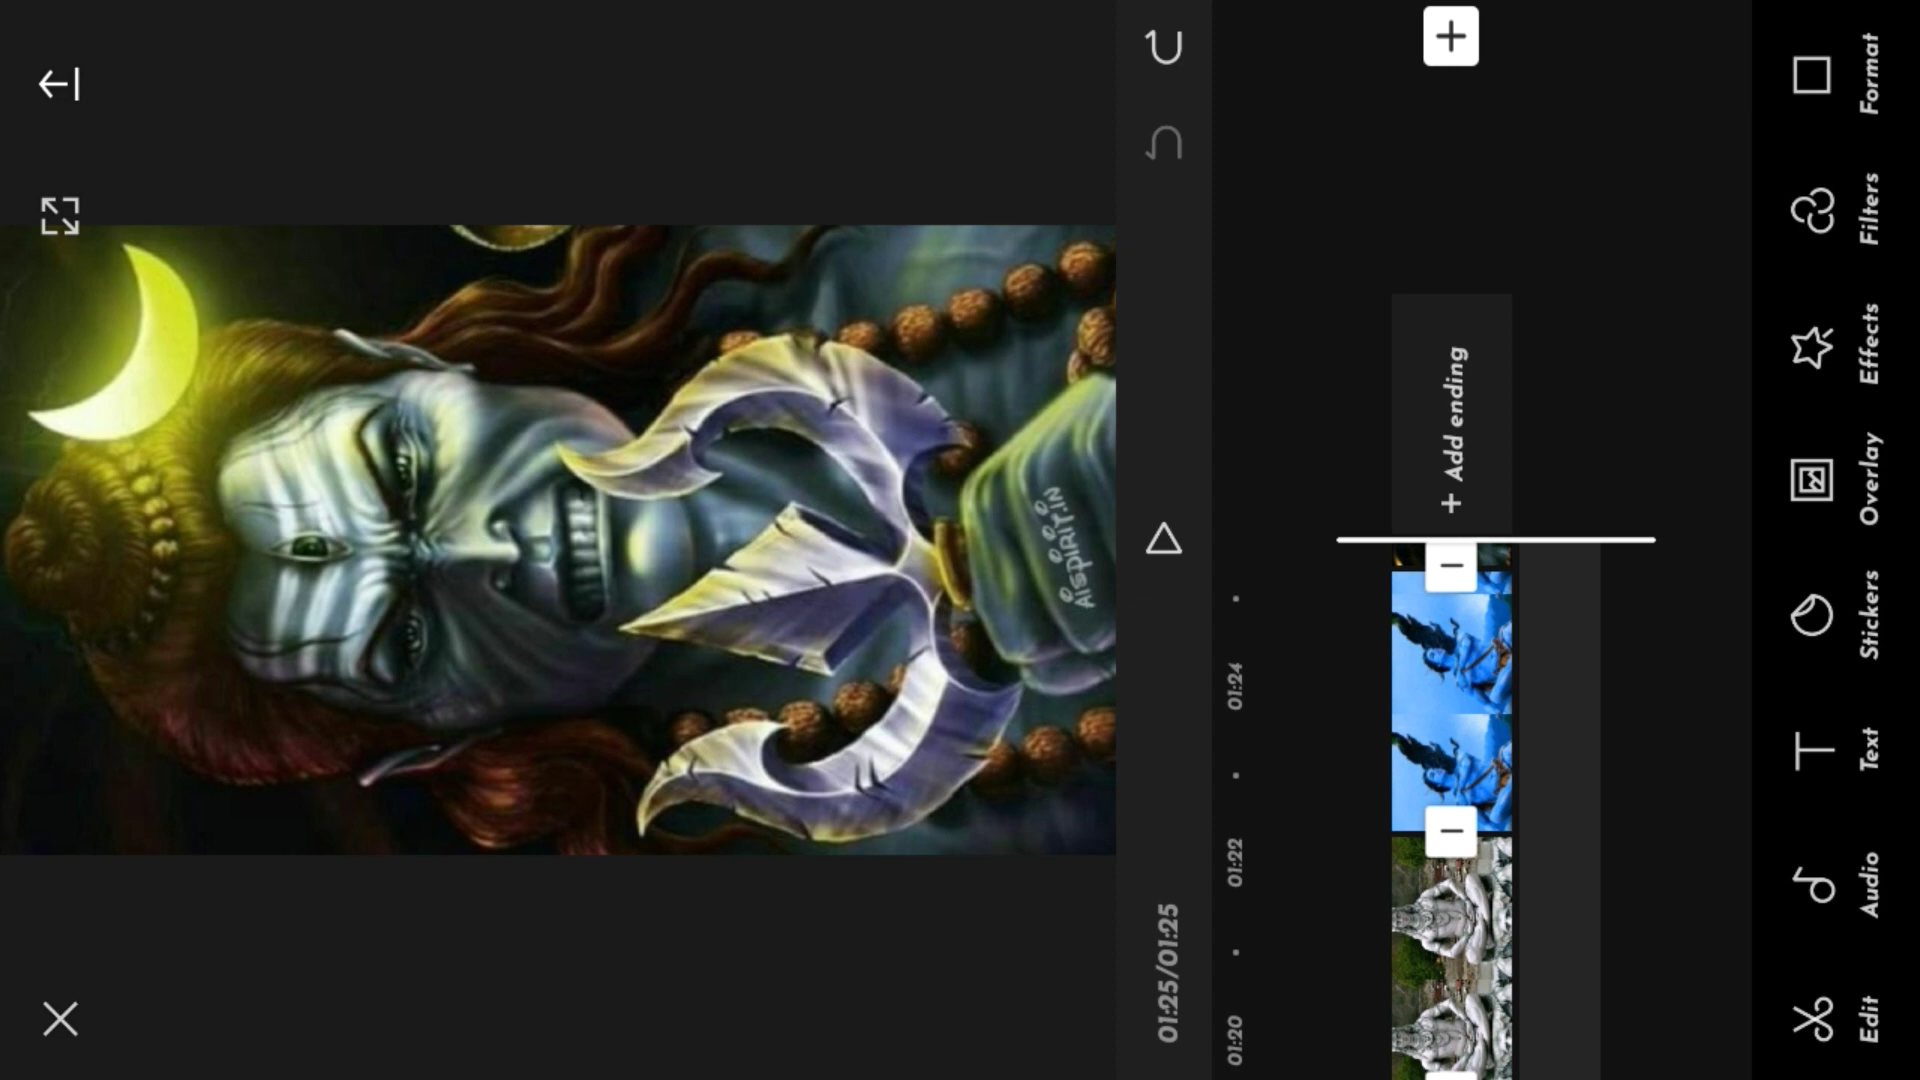 AISPIRIT.IN
01:25/01:25
01:20
01:22
01:24
+ Add ending
Edit
Audio
Text
Stickers
Overlay
Effects
Filters
Format